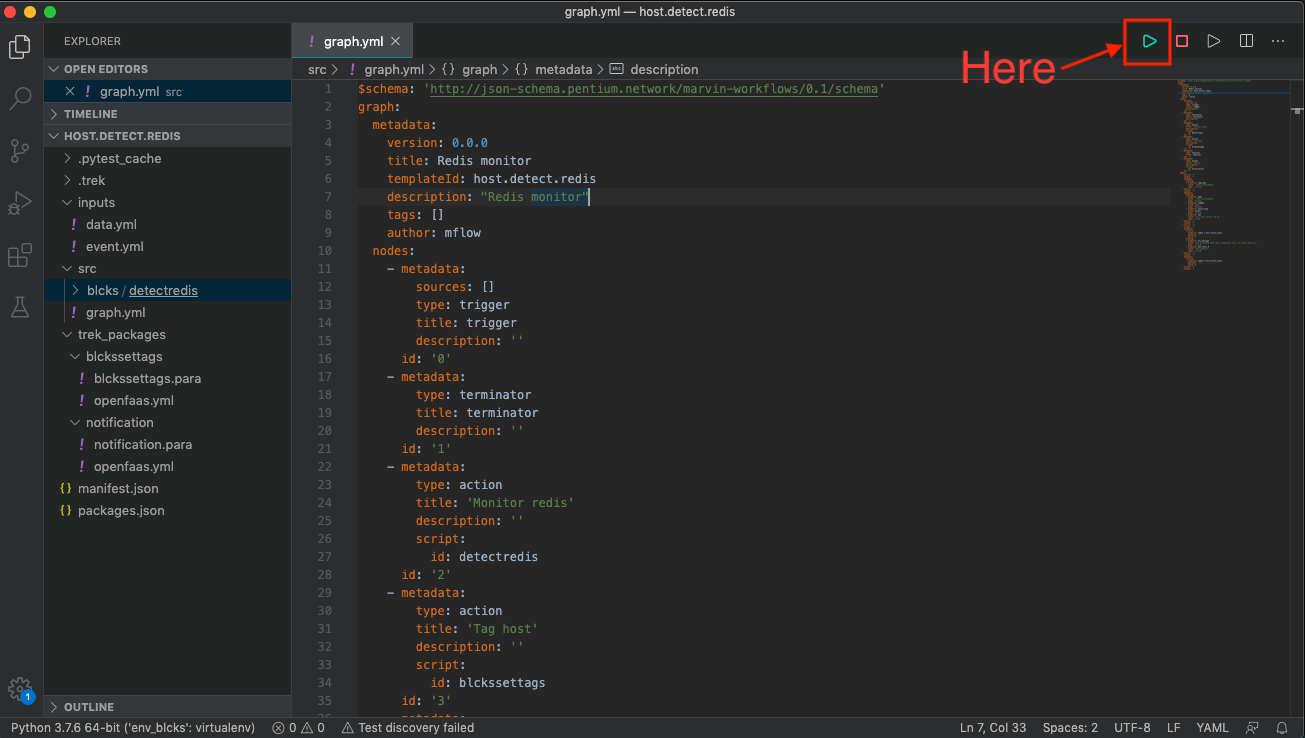 graph.yml — host.detect.redis
EXPLORER
OPEN EDITORS
graph.yml src
TIMELINE
HOST.DETECT.REDIS
.pytest_cache
.trek
inputs
! data.yml
! event.yml
src
blcks / detectredis
! graph.yml
trek_packages
blckssettags
! blckssettags.para
! openfaas.yml
notification
! notification.para
! openfaas.yml
{} manifest.json
{} packages.json
OUTLINE
1
! graph.yml
Here
src > ! graph.yml > {} graph > {} metadata > abc description
1 $schema: 'http://json-schema.pentium.network/marvin-workflows/0.1/schema'
2 graph:
3 metadata:
4 version: 0.0.0
5 title: Redis monitor
6 templateId: host.detect.redis
7 description: "Redis monitor"
8 tags: []
9 author: mflow
10 nodes:
11 - metadata:
12 sources: []
13 type: trigger
14 title: trigger
15 description: ''
16 id: '0'
17 - metadata:
18 type: terminator
19 title: terminator
20 description: ''
21 id: '1'
22 - metadata:
23 type: action
24 title: 'Monitor redis'
25 description: ''
26 script:
27 id: detectredis
28 id: '2'
29 - metadata:
30 type: action
31 title: 'Tag host'
32 description: ''
33 script:
34 id: blckssettags
35 id: '3'
Python 3.7.6 64-bit ('env_blcks': virtualenv) 0 0 Test discovery failed Ln 7, Col 33 Spaces: 2 UTF-8 LF YAML